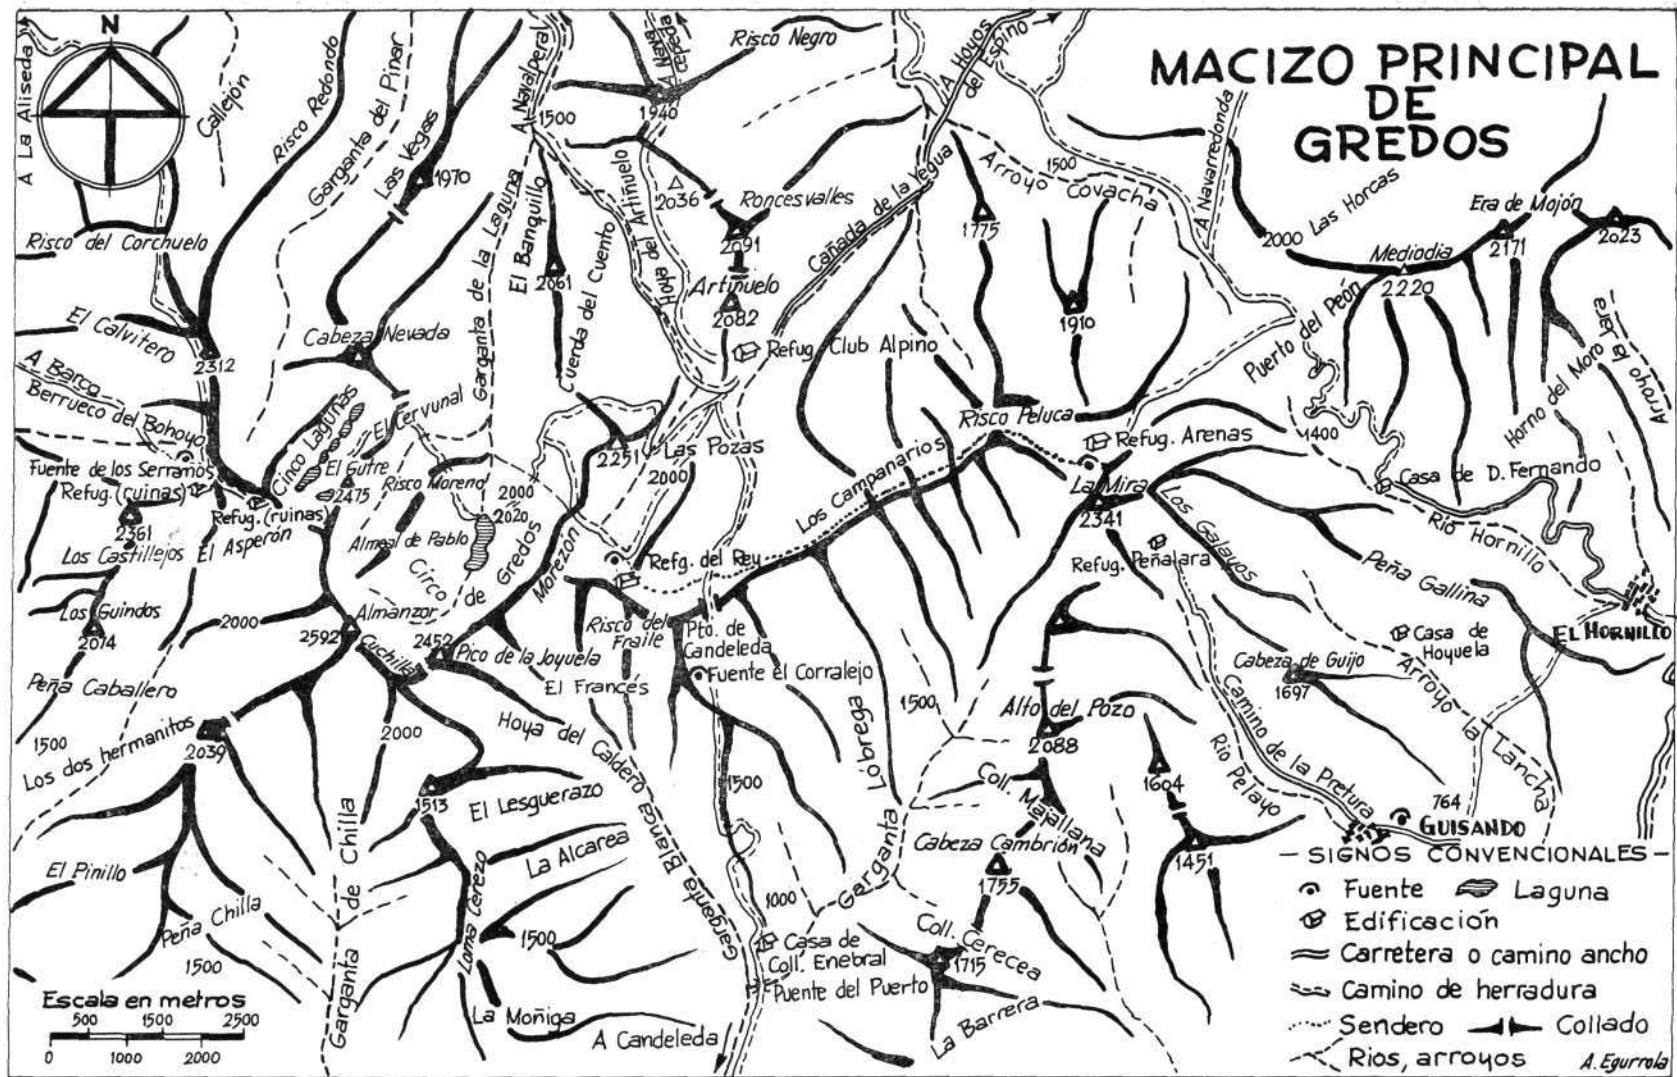 MACIZO PRINCIPAL
DE
GREDOS
N
A La Aliseda
Callejón
Risco Redondo
Garganta del Pinar
Las Vegas
1970
A Navalperal
1500
A Nava
cepeda
1940
Risco Negro
A Hoyos
del Espino
Arroyo Covacha
1500
A Navarredonda
2000 Las Horcas
Era de Mojón
2171
2023
Mediodia
2220
Risco del Corchuelo
2036
Roncesvalles
2091
Artiñuelo
2082
Hoya del Artiñuelo
El Banquillo
2061
Cuerda del Cuento
Garganta de la Laguna
Cañada de la Yegua
1775
1910
Puerto del Peón
Horno del Moro
Arroyo La Jara
El Calvitero
2312
Cabeza Nevada
Refug. Club Alpino
A Barco
Berrueco del Bohoyo
Cinco Lagunas
El Cervunal
El Gutre
2475
Risco Moreno
2000
2020
2251
Las Pozas
2000
Risco Peluca
Refug. Arenas
1400
Casa de D. Fernando
Fuente de los Serranos
Refug. (ruinas)
2361
Refug. (ruinas)
Los Castillejos
El Asperón
Almeal de Pablo
Circo de Gredos
Morezón
Los Campanarios
La Mira
2341
Los Galayos
Refug. Peñalara
Rio Hornillo
Peña Gallina
Refg. del Rey
Los Guindos
2014
2000
Almanzor
2592
Cuchilla
2452
Pico de la Joyuela
Risco del
Fraile
Pto. de
Candeleda
El Francés
Fuente el Corralejo
EL HORNILLO
Casa de
Hoyuela
Cabeza de Guijo
1697
Arroyo la Lancha
Peña Caballero
1500
Los dos hermanitos
2039
2000
Hoya del Caldero
Lóbrega
1500
Alto del Pozo
2088
Camino de la Pretura
Rio Pelayo
1513
El Lesguerazo
1500
Coll. Majallana
1604
764
GUISANDO
Garganta de Chilla
La Alcarea
Garganta Blanca
Garganta
Cabeza Cambrión
1755
1451
El Pinillo
Peña Chilla
1500
Loma Cerezo
1500
1000
Casa de
Coll. Enebral
Puente del Puerto
Coll. Cerecea
1715
La Barrera
La Moñiga
A Candeleda
Garganta
Escala en metros
500 1500 2500
0 1000 2000
— SIGNOS CONVENCIONALES —
Fuente Laguna
Edificación
Carretera o camino ancho
Camino de herradura
Sendero Collado
Rios, arroyos
A. Egurrola